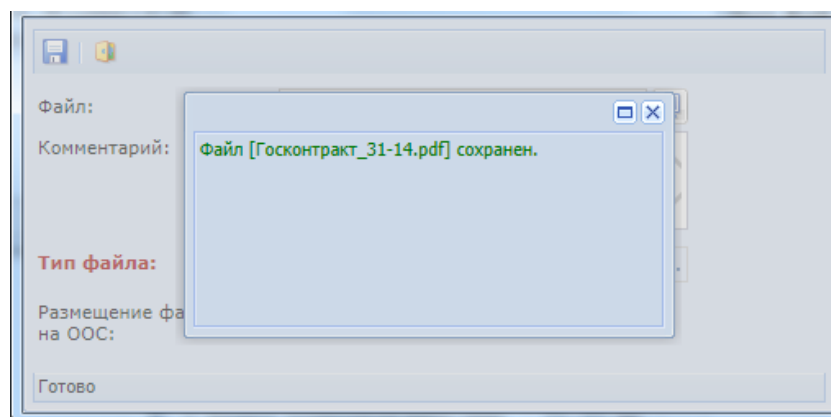 Файл:
Комментарий:
Файл [Госконтракт_31-14.pdf] сохранен.
Тип файла:
Размещение фа
на ООС:
Готово